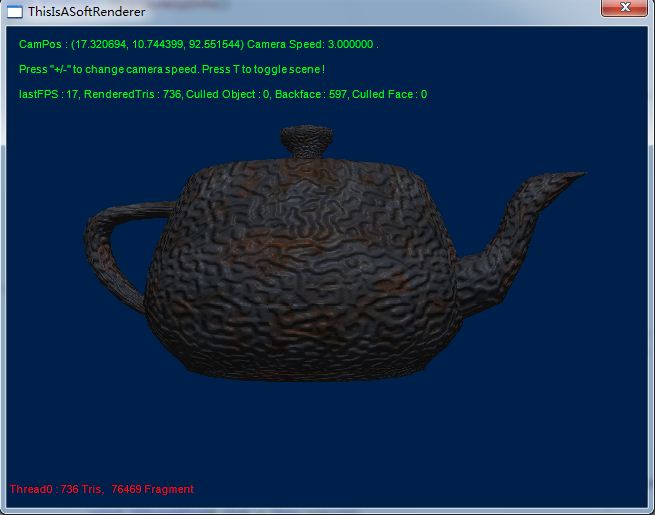 ThisIsASoftRenderer
CamPos : (17.320694, 10.744399, 92.551544) Camera Speed: 3.000000 .
Press "+/-" to change camera speed. Press T to toggle scene !
lastFPS : 17, RenderedTris : 736, Culled Object : 0, Backface : 597, Culled Face : 0
Thread0 : 736 Tris,  76469 Fragment